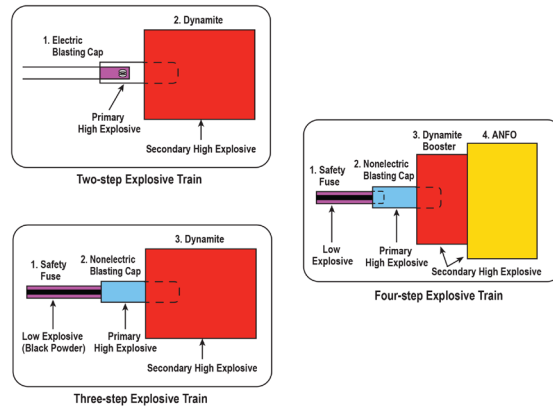 2. Dynamite
1. Electric
Blasting Cap
Primary
High Explosive
Secondary High Explosive
Two-step Explosive Train
3. Dynamite
1. Safety
Fuse
2. Nonelectric
Blasting Cap
Low Explosive
(Black Powder)
Primary
High Explosive
Secondary High Explosive
Three-step Explosive Train
3. Dynamite
Booster
4. ANFO
1. Safety
Fuse
2. Nonelectric
Blasting Cap
Low
Explosive
Primary
High Explosive
Secondary High Explosive
Four-step Explosive Train